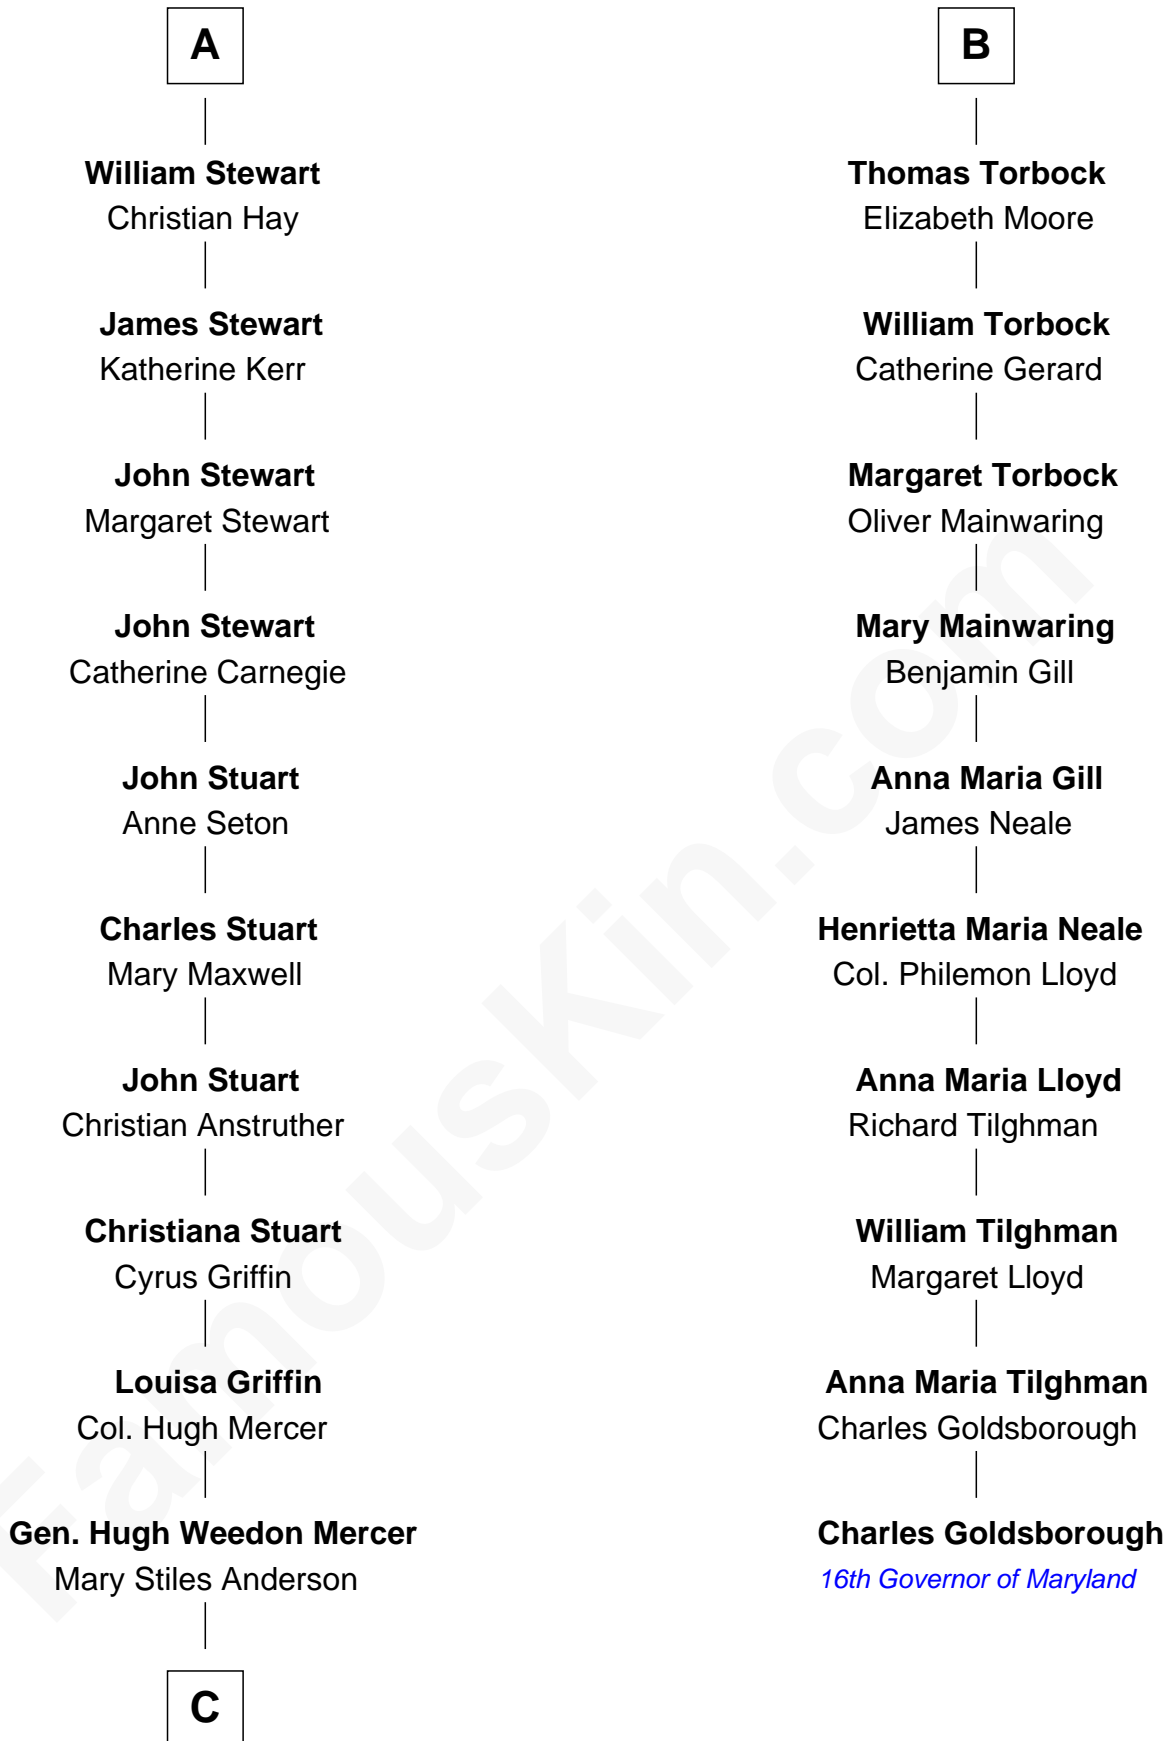 A
William Stewart
Christian Hay
James Stewart
Katherine Kerr
John Stewart
Margaret Stewart
John Stewart
Catherine Carnegie
John Stuart
Anne Seton
Charles Stuart
Mary Maxwell
John Stuart
Christian Anstruther
Christiana Stuart
Cyrus Griffin
Louisa Griffin
Col. Hugh Mercer
Gen. Hugh Weedon Mercer
Mary Stiles Anderson
C
B
Thomas Torbock
Elizabeth Moore
William Torbock
Catherine Gerard
Margaret Torbock
Oliver Mainwaring
Mary Mainwaring
Benjamin Gill
Anna Maria Gill
James Neale
Henrietta Maria Neale
Col. Philemon Lloyd
Anna Maria Lloyd
Richard Tilghman
William Tilghman
Margaret Lloyd
Anna Maria Tilghman
Charles Goldsborough
Charles Goldsborough
16th Governor of Maryland
FamousKin.com